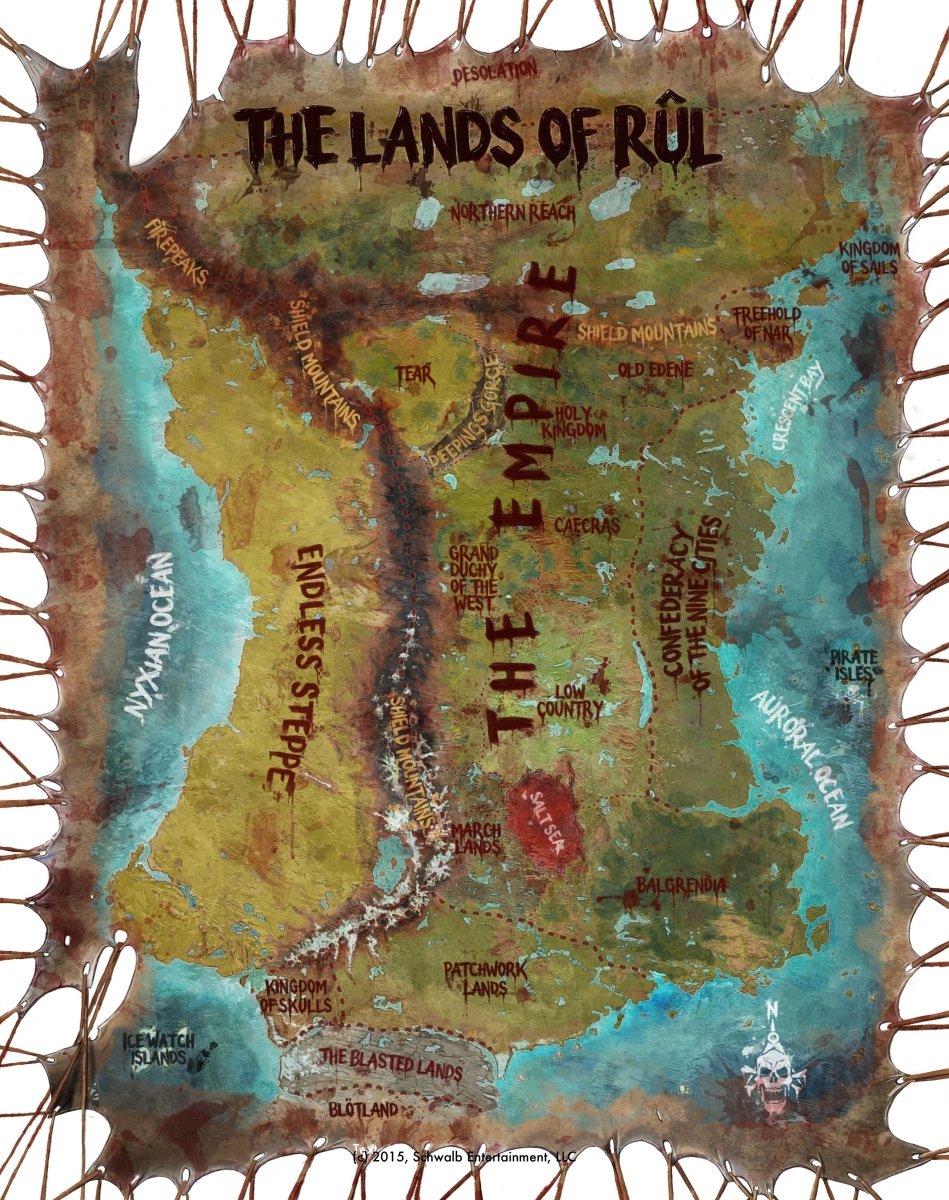 DESOLATION
THE LANDS OF RÛL
NORTHERN REACH
FIREPEAKS
KINGDOM
OF SAILS
SHIELD MOUNTAINS
SHIELD MOUNTAINS
FREEHOLD
OF NAR
TEAR
OLD EDENE
DEEPINGS GORGE
CRESCENT BAY
HOLY
KINGDOM
THE EMPIRE
CAECRAS
GRAND
DUCHY
OF THE
WEST
CONFEDERACY
OF THE NINE CITIES
NYXIAN OCEAN
ENDLESS STEPPE
PIRATE
ISLES
LOW
COUNTRY
AURORAL OCEAN
SHIELD MOUNTAINS
SALT SEA
MARCH
LANDS
BALGRENDIA
PATCHWORK
LANDS
KINGDOM
OF SKULLS
N
ICEWATCH
ISLANDS
THE BLASTED LANDS
BLÖTLAND
(c) 2015, Schwalb Entertainment, LLC